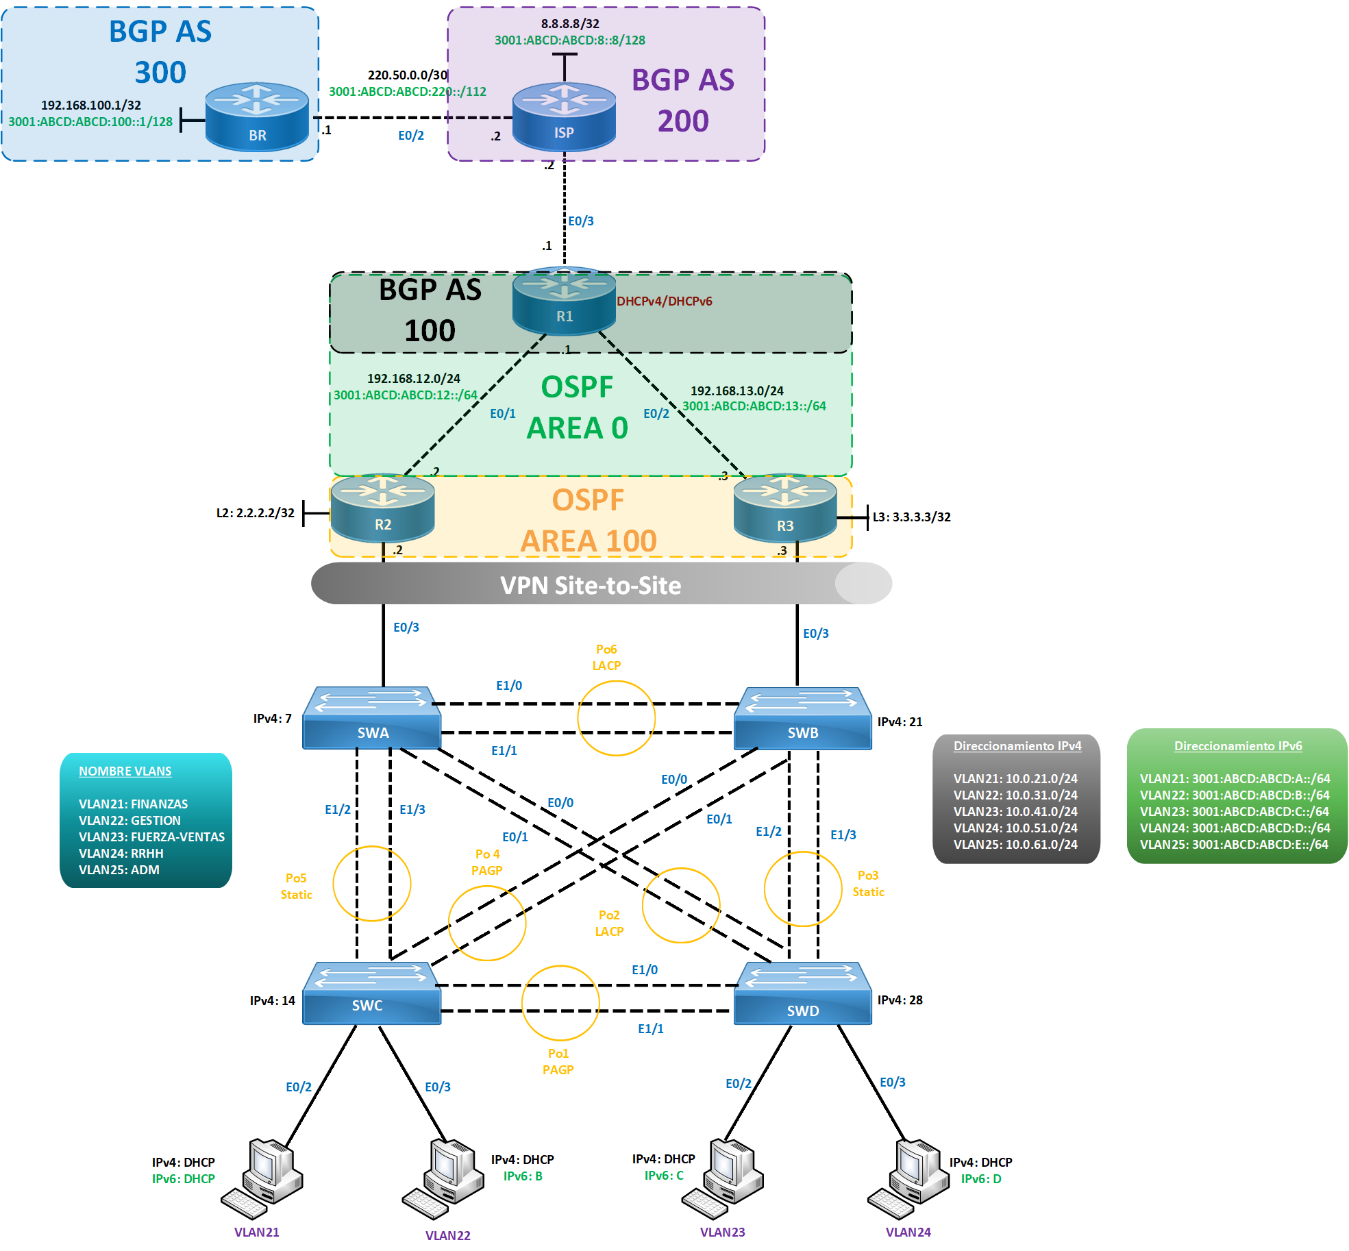 BGP AS
300
192.168.100.1/32
3001:ABCD:ABCD:100::1/128
BR
.1
220.50.0.0/30
3001:ABCD:ABCD:220::/112
E0/2
.2
8.8.8.8/32
3001:ABCD:ABCD:8::8/128
BGP AS
200
ISP
.2
E0/3
.1
BGP AS
100
R1
DHCPv4/DHCPv6
.1
192.168.12.0/24
3001:ABCD:ABCD:12::/64
E0/1
OSPF
AREA 0
192.168.13.0/24
3001:ABCD:ABCD:13::/64
E0/2
.2
.3
L2: 2.2.2.2/32
R2
.2
OSPF
AREA 100
R3
.3
L3: 3.3.3.3/32
VPN Site-to-Site
E0/3
E0/3
Po6
LACP
E1/0
E1/1
IPv4: 7
SWA
SWB
IPv4: 21
NOMBRE VLANS
VLAN21: FINANZAS
VLAN22: GESTION
VLAN23: FUERZA-VENTAS
VLAN24: RRHH
VLAN25: ADM
Direccionamiento IPv4
VLAN21: 10.0.21.0/24
VLAN22: 10.0.31.0/24
VLAN23: 10.0.41.0/24
VLAN24: 10.0.51.0/24
VLAN25: 10.0.61.0/24
Direccionamiento IPv6
VLAN21: 3001:ABCD:ABCD:A::/64
VLAN22: 3001:ABCD:ABCD:B::/64
VLAN23: 3001:ABCD:ABCD:C::/64
VLAN24: 3001:ABCD:ABCD:D::/64
VLAN25: 3001:ABCD:ABCD:E::/64
E1/2
E1/3
E0/0
E0/1
E0/0
E0/1
E1/2
E1/3
Po5
Static
Po 4
PAGP
Po2
LACP
Po3
Static
IPv4: 14
SWC
E1/0
E1/1
SWD
IPv4: 28
Po1
PAGP
E0/2
E0/3
E0/2
E0/3
IPv4: DHCP
IPv6: DHCP
VLAN21
IPv4: DHCP
IPv6: B
VLAN22
IPv4: DHCP
IPv6: C
VLAN23
IPv4: DHCP
IPv6: D
VLAN24